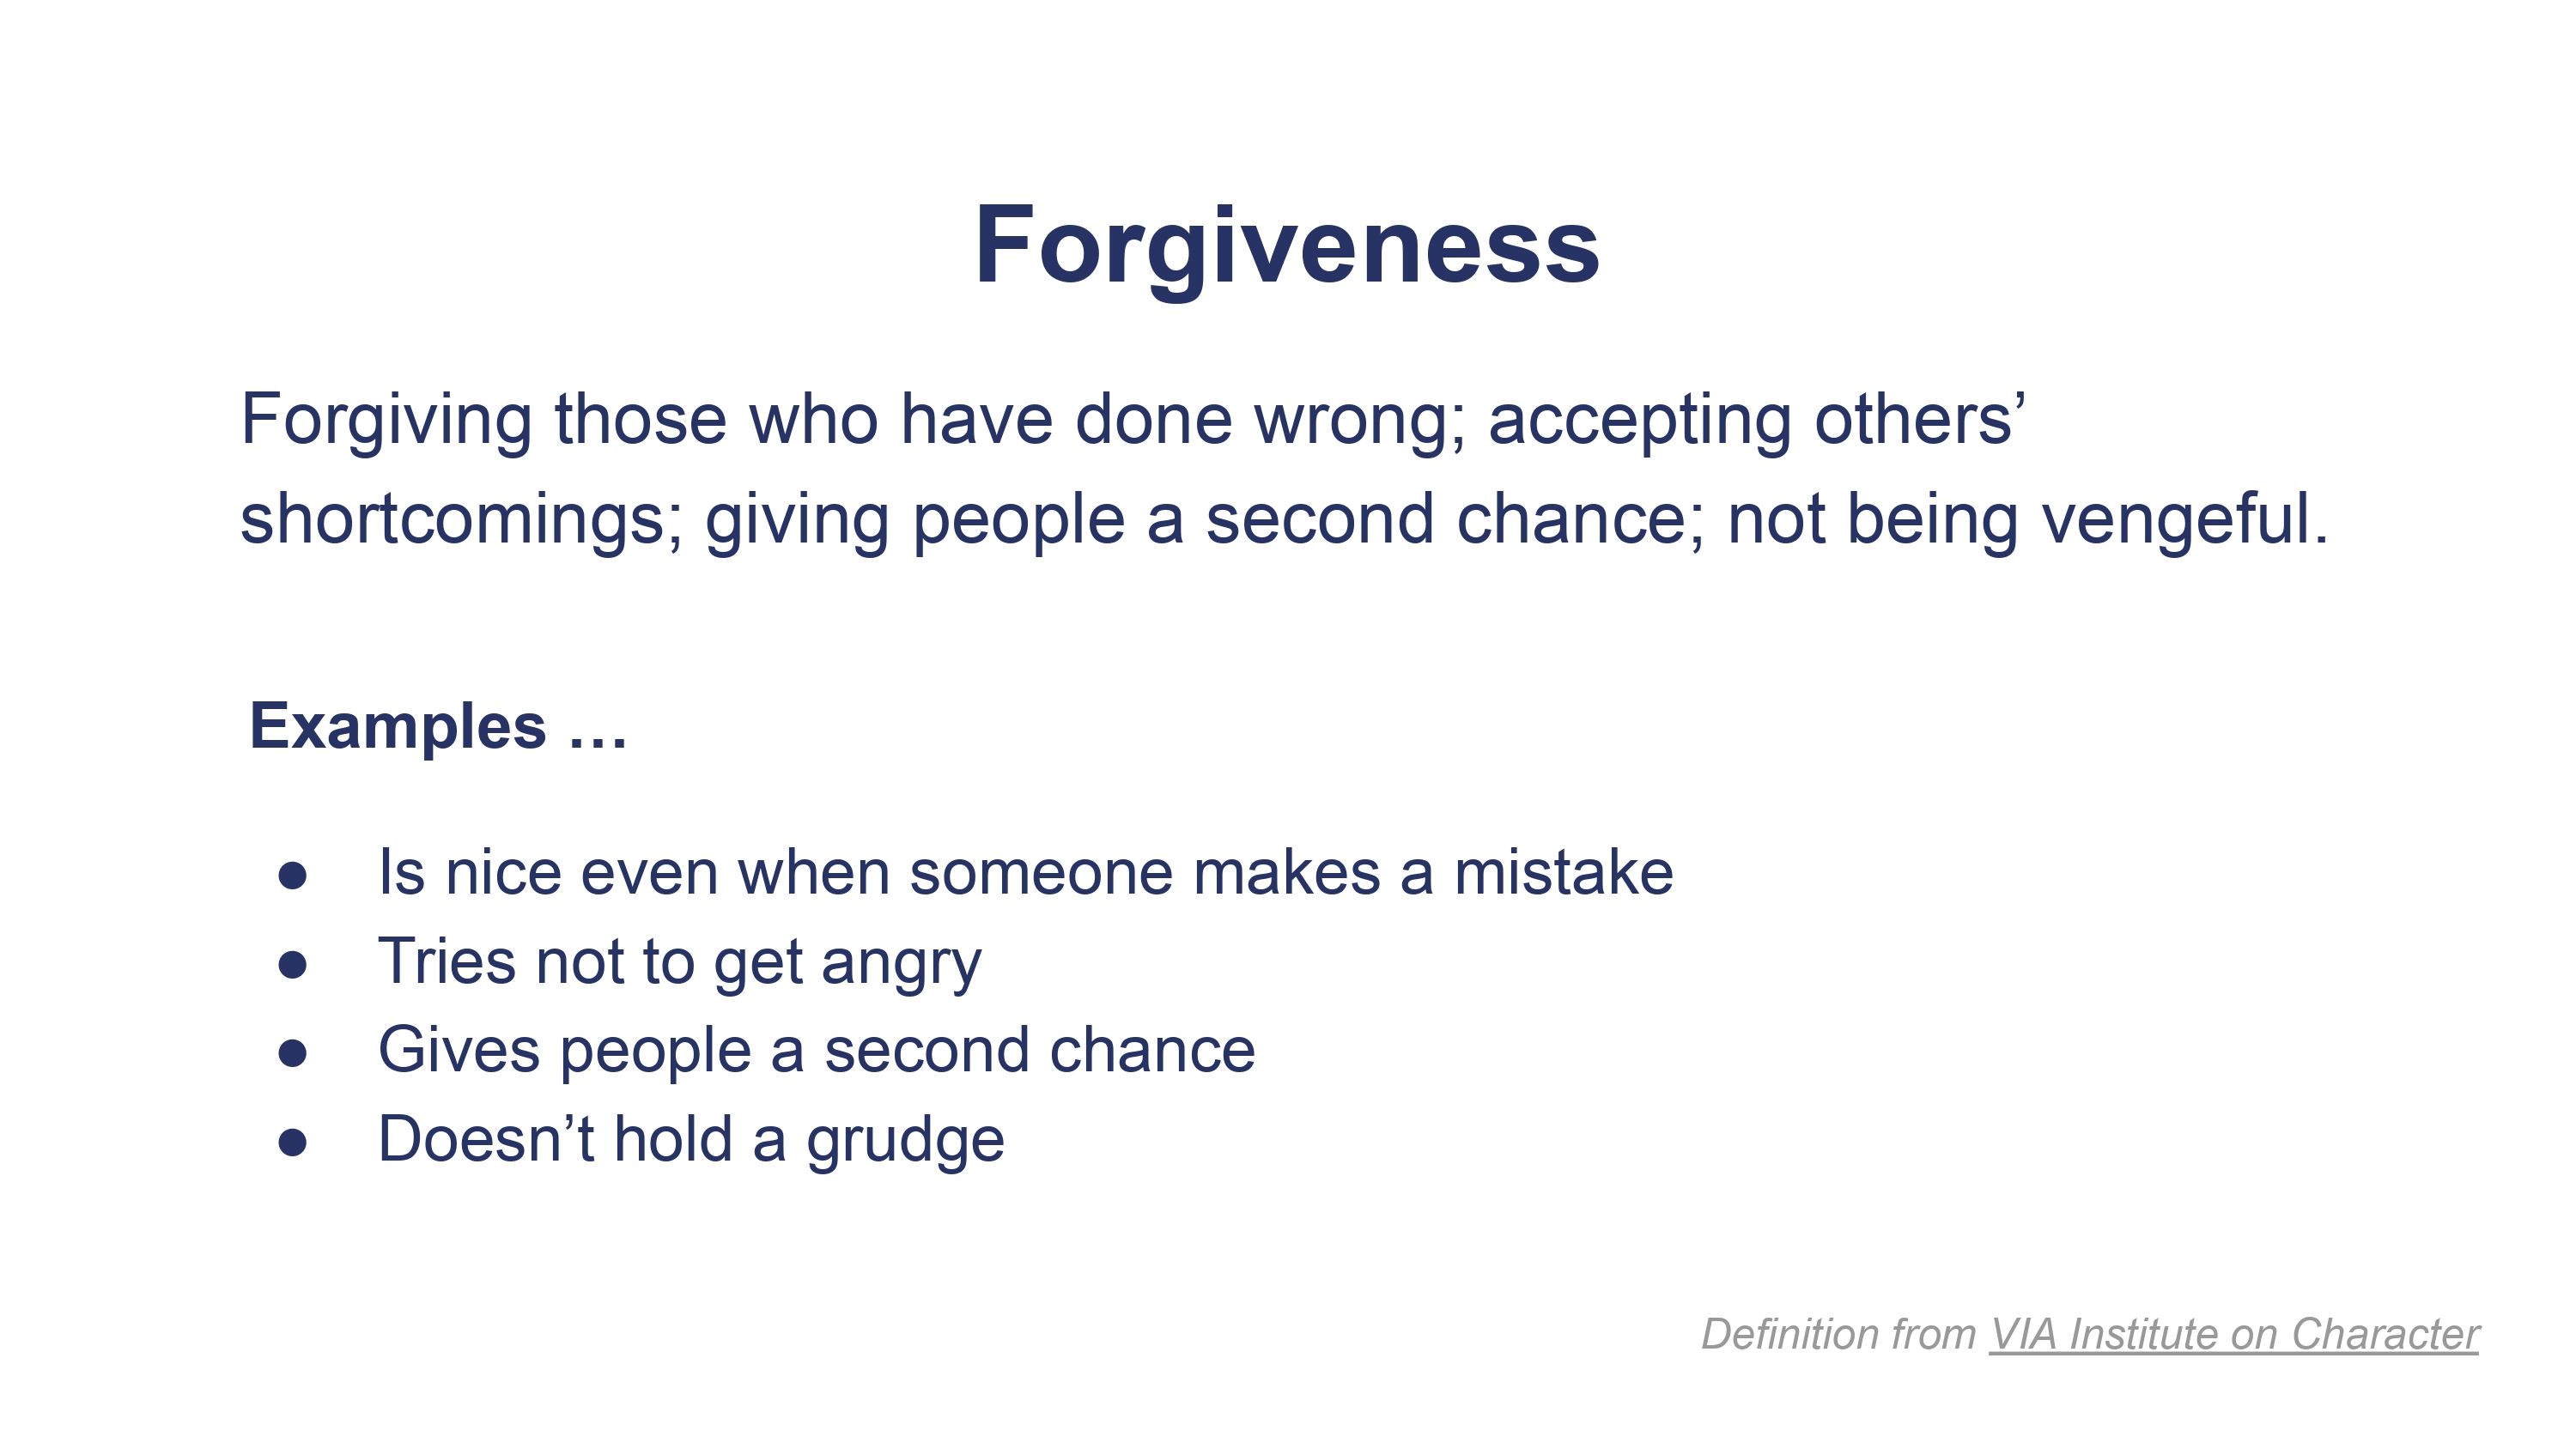 Forgiveness
Forgiving those who have done wrong; accepting others’
shortcomings; giving people a second chance; not being vengeful.
Examples …
● Is nice even when someone makes a mistake
● Tries not to get angry
● Gives people a second chance
● Doesn’t hold a grudge
Definition from VIA Institute on Character